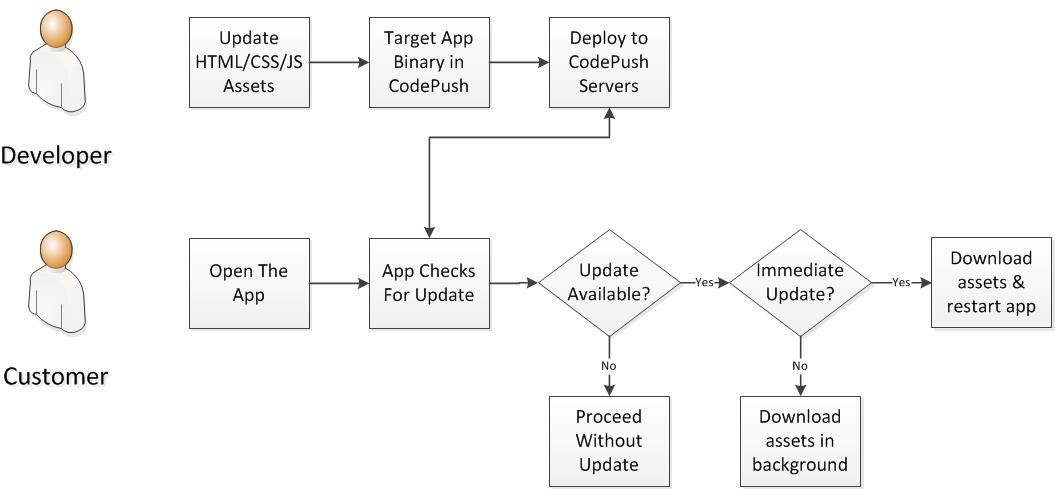 Update
HTML/CSS/JS
Assets
Target App
Binary in
CodePush
Deploy to
CodePush
Servers
Developer
Open The
App
App Checks
For Update
Update
Available?
Yes
Immediate
Update?
Yes
Download
assets &
restart app
Customer
No
No
Proceed
Without
Update
Download
assets in
background